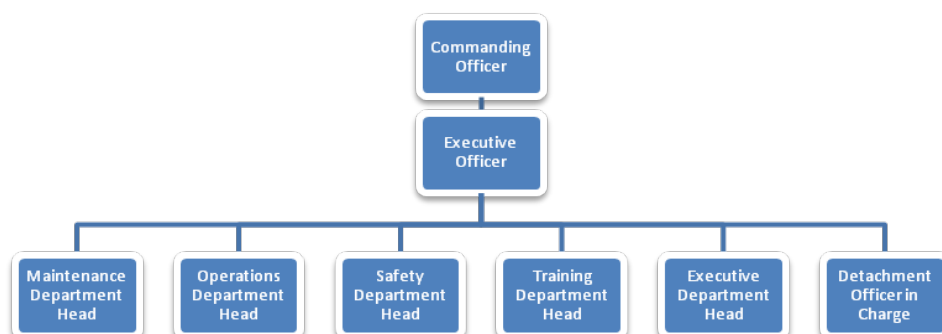 Commanding
Officer
Executive
Officer
Maintenance
Department
Head
Operations
Department
Head
Safety
Department
Head
Training
Department
Head
Executive
Department
Head
Detachment
Officer in
Charge